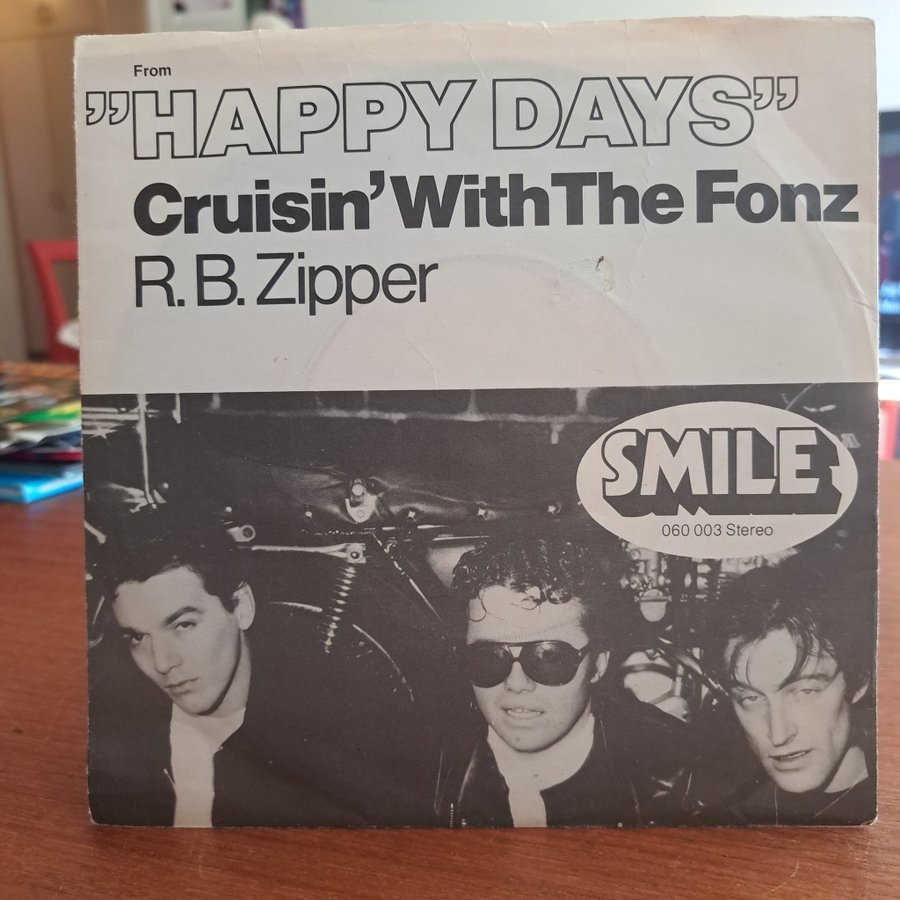 From
”HAPPY DAYS”
Cruisin’ With The Fonz
R. B. Zipper
SMILE
060 003 Stereo